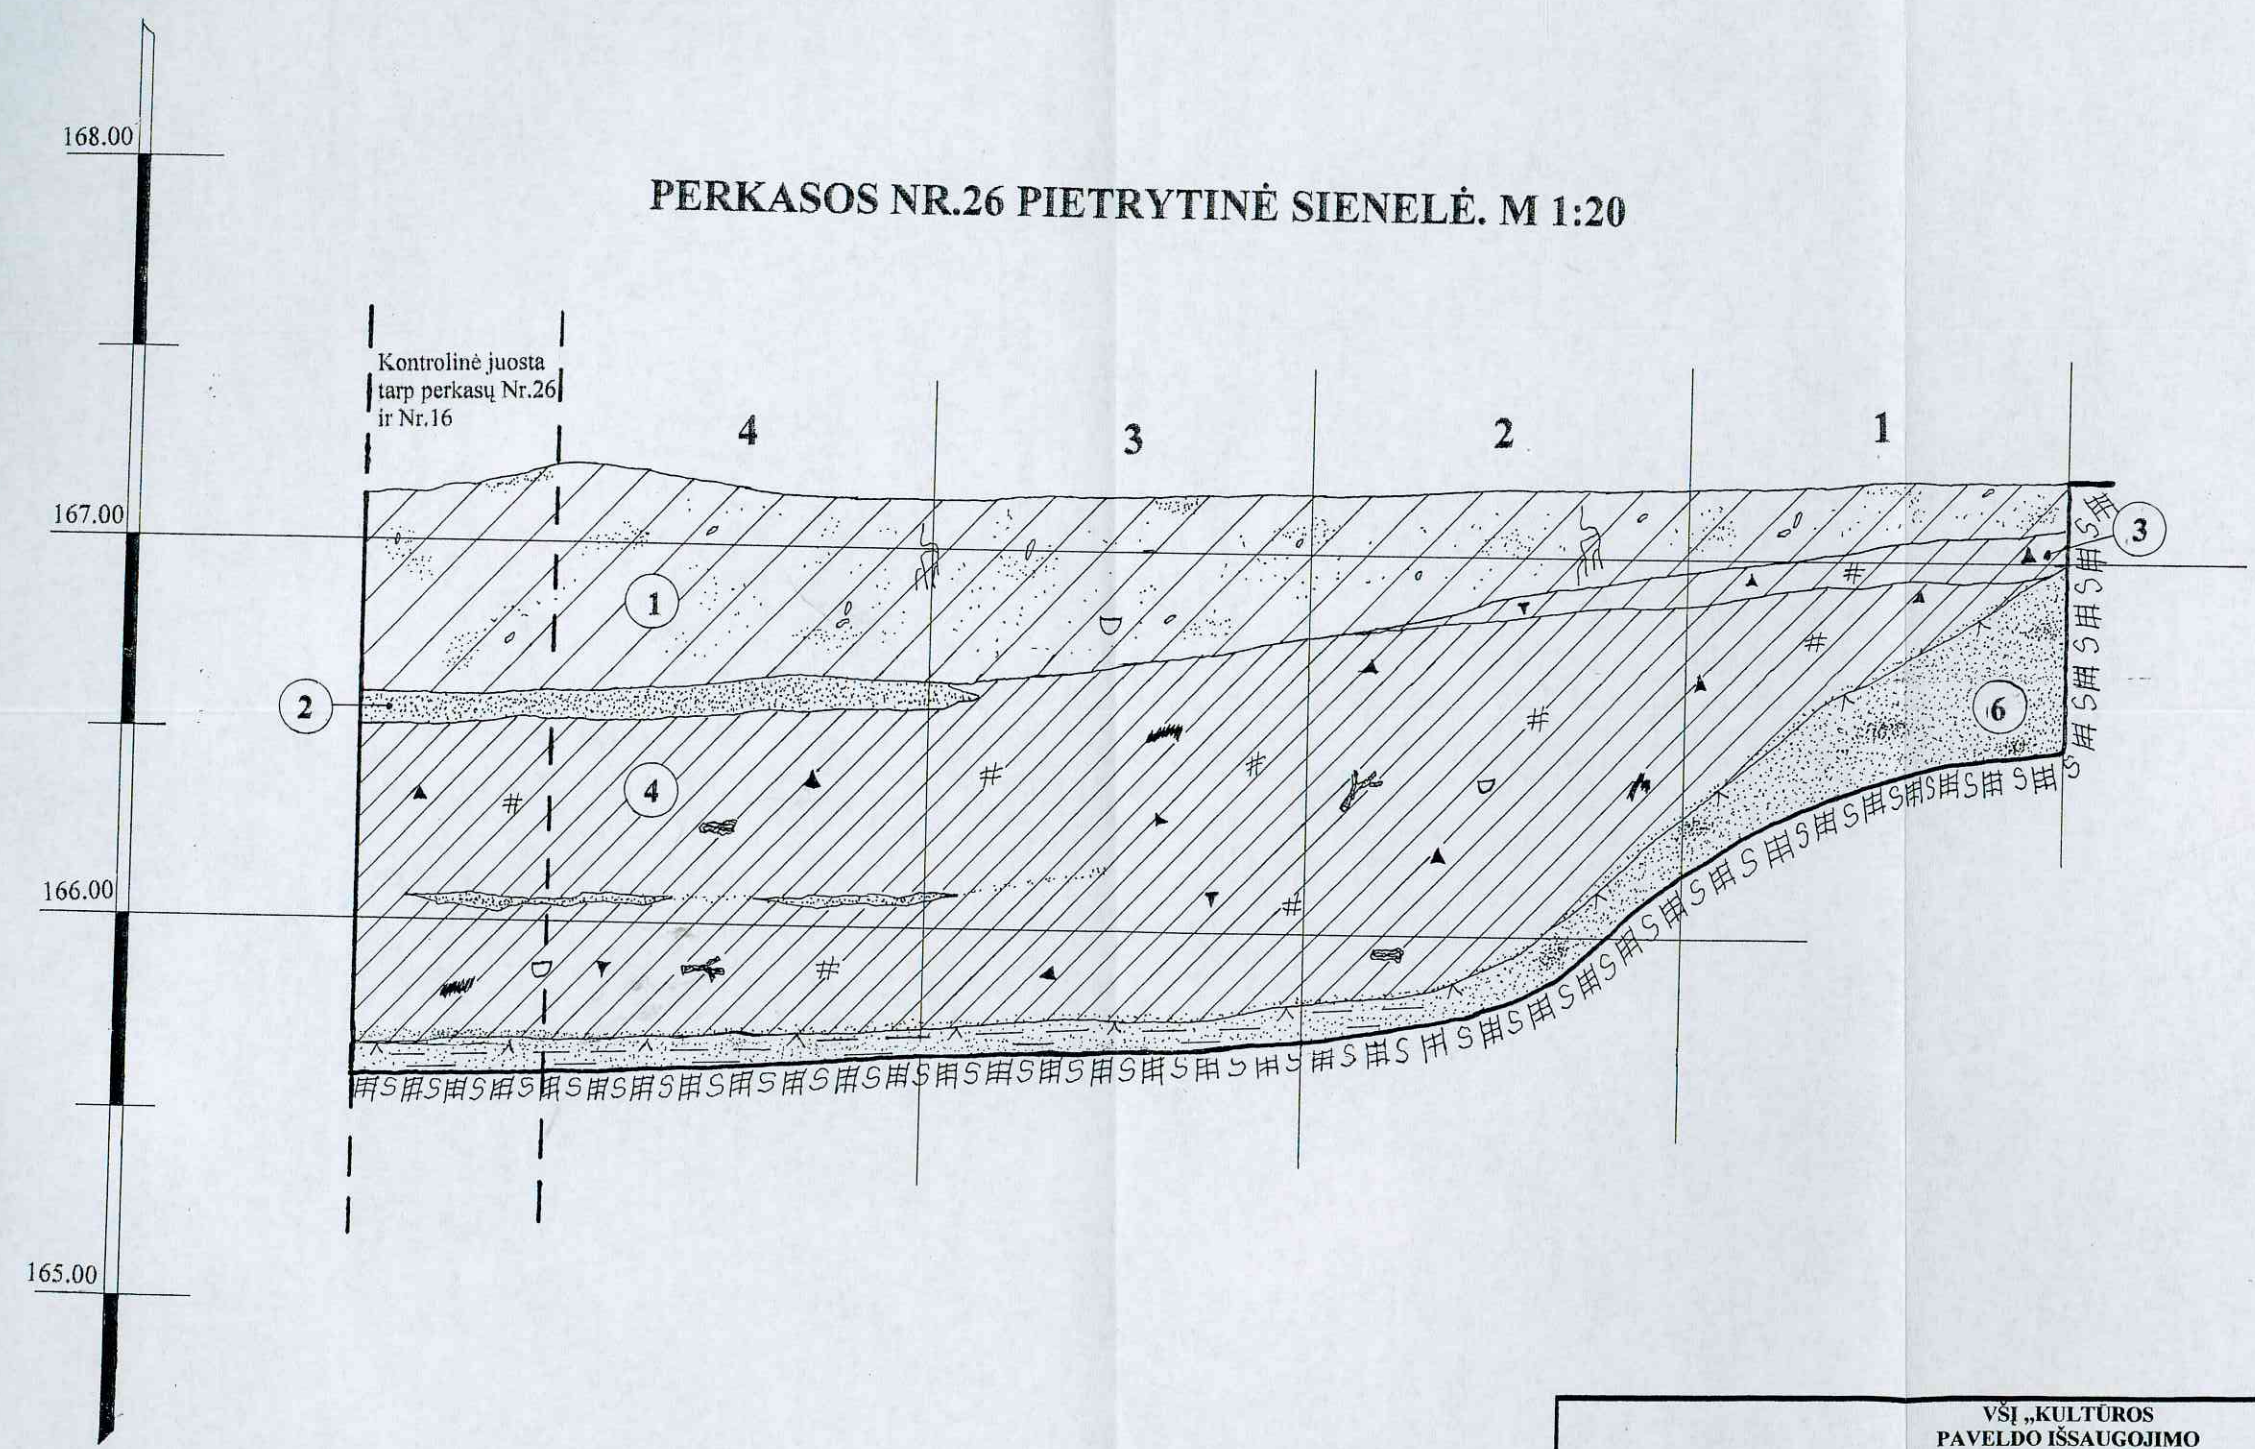 168.00
PERKASOS NR.26 PIETRYTINĖ SIENELĖ. M 1:20
Kontrolinė juosta
tarp perkasų Nr.26
ir Nr.16
4
3
2
1
167.00
3
1
2
6
4
166.00
165.00
VŠĮ „KULTŪROS
PAVELDO IŠSAUGOJIMO